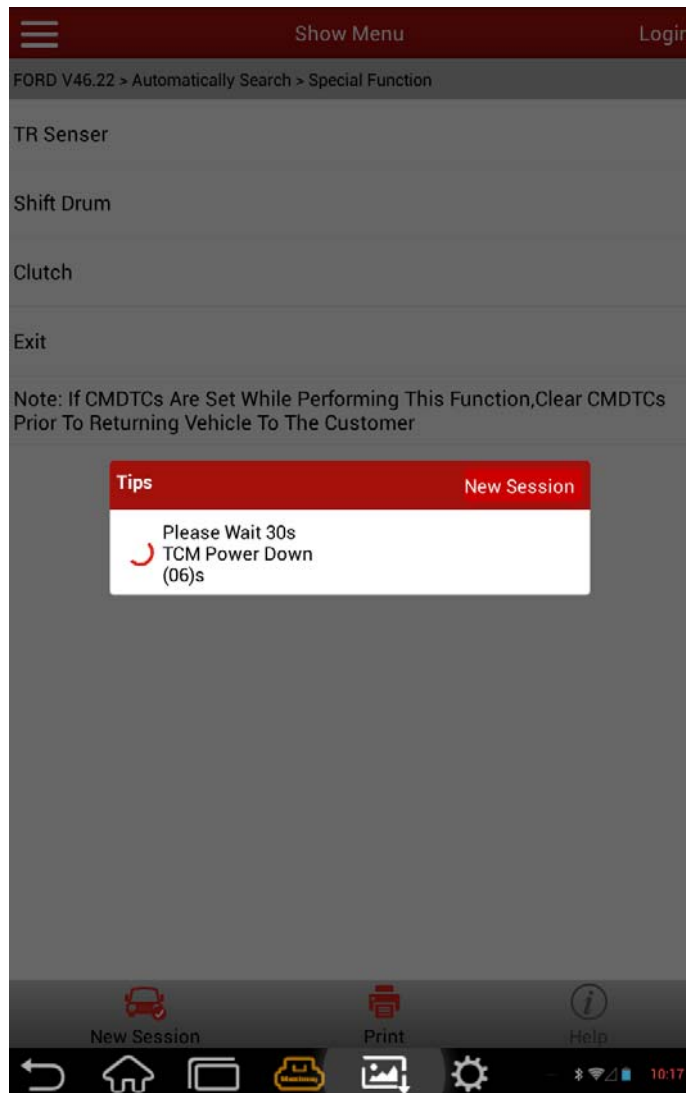 Show Menu
Login
FORD V46.22 > Automatically Search > Special Function
TR Senser
Shift Drum
Clutch
Exit
Note: If CMDTCs Are Set While Performing This Function,Clear CMDTCs
Prior To Returning Vehicle To The Customer
Tips
New Session
Please Wait 30s
TCM Power Down
(06)s
New Session
Print
Help
10:17